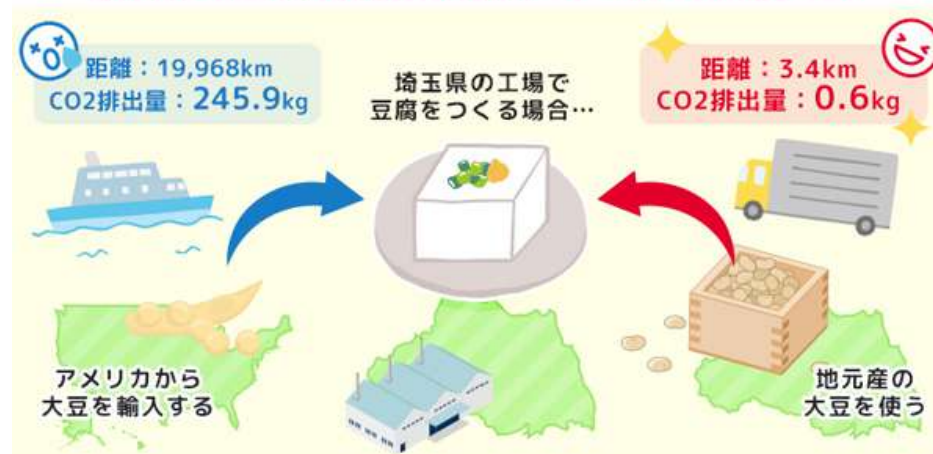 距離：19,968km
CO2排出量：245.9kg
埼玉県の工場で
豆腐をつくる場合…
距離：3.4km
CO2排出量：0.6kg
アメリカから
大豆を輸入する
地元産の
大豆を使う